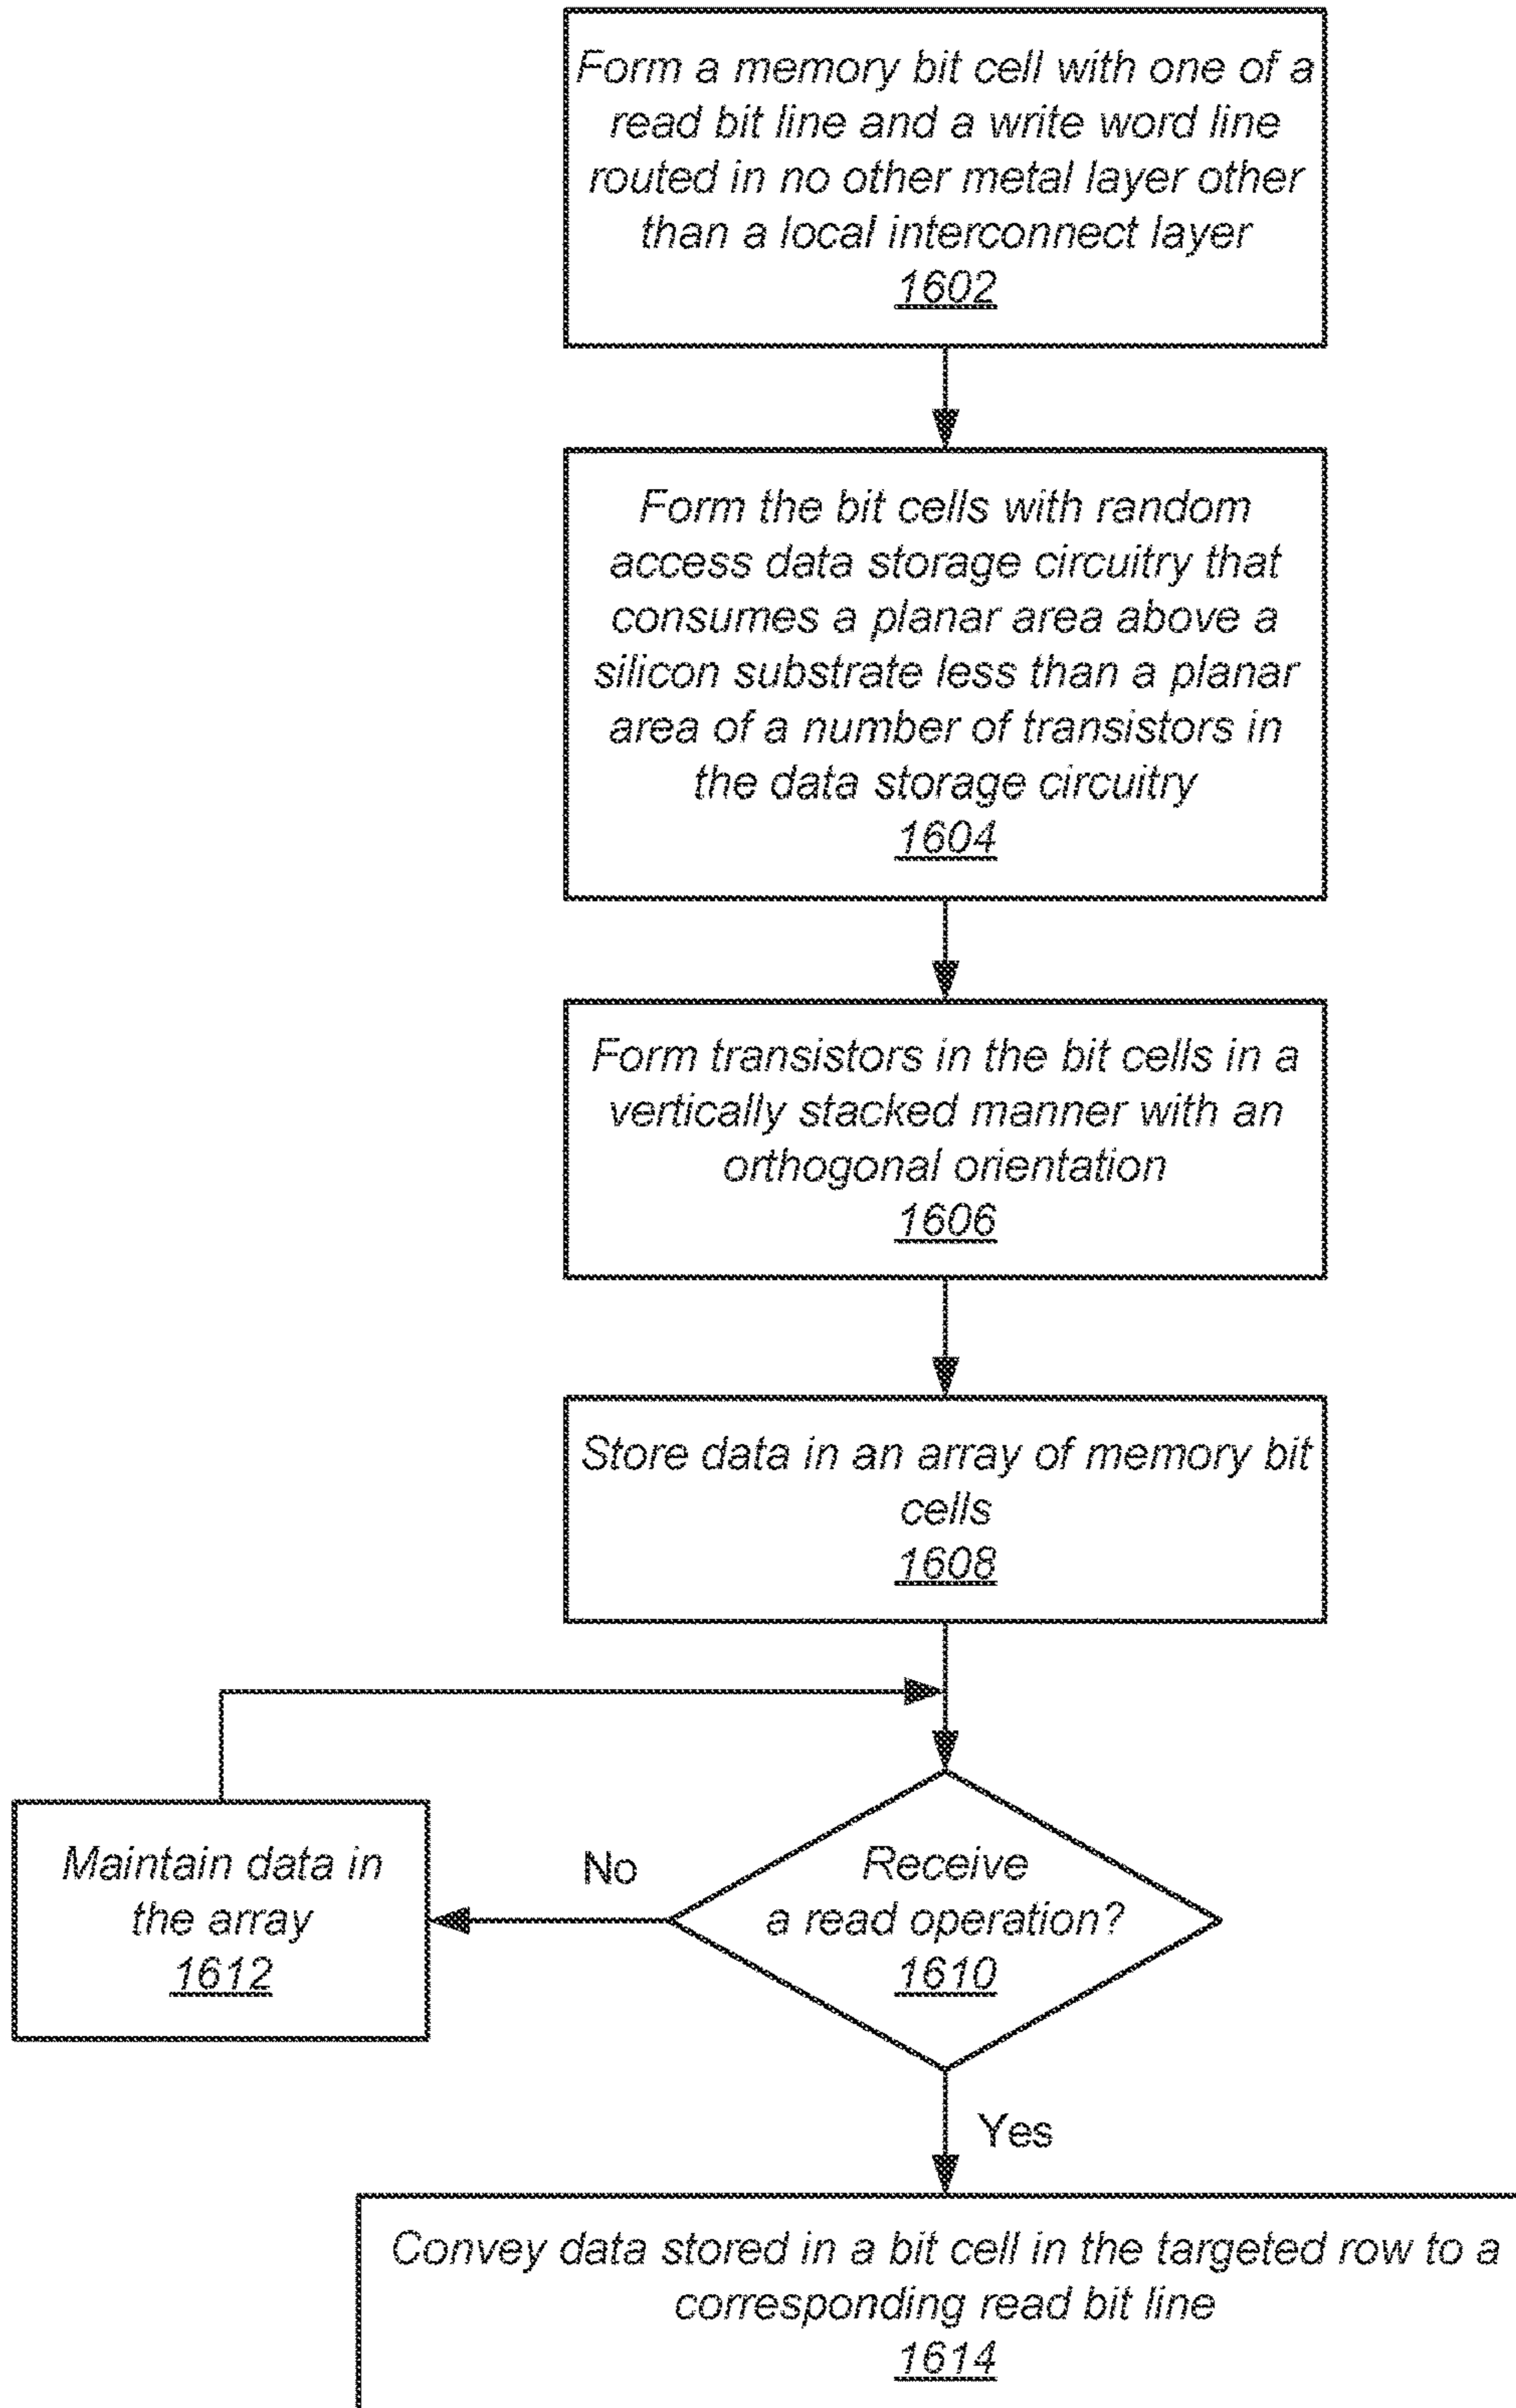 Form a memory bit cell with one of a
read bit line and a write word line
routed in no other metal layer other
than a local interconnect layer
1602
Form the bit cells with random
access data storage circuitry that
consumes a planar area above a
silicon substrate less than a planar
area of a number of transistors in
the data storage circuitry
1604
Form transistors in the bit cells in a
vertically stacked manner with an
orthogonal orientation
1606
Store data in an array of memory bit
cells
1608
Receive
a read operation?
1610
No
Maintain data in
the array
1612
Yes
Convey data stored in a bit cell in the targeted row to a
corresponding read bit line
1614